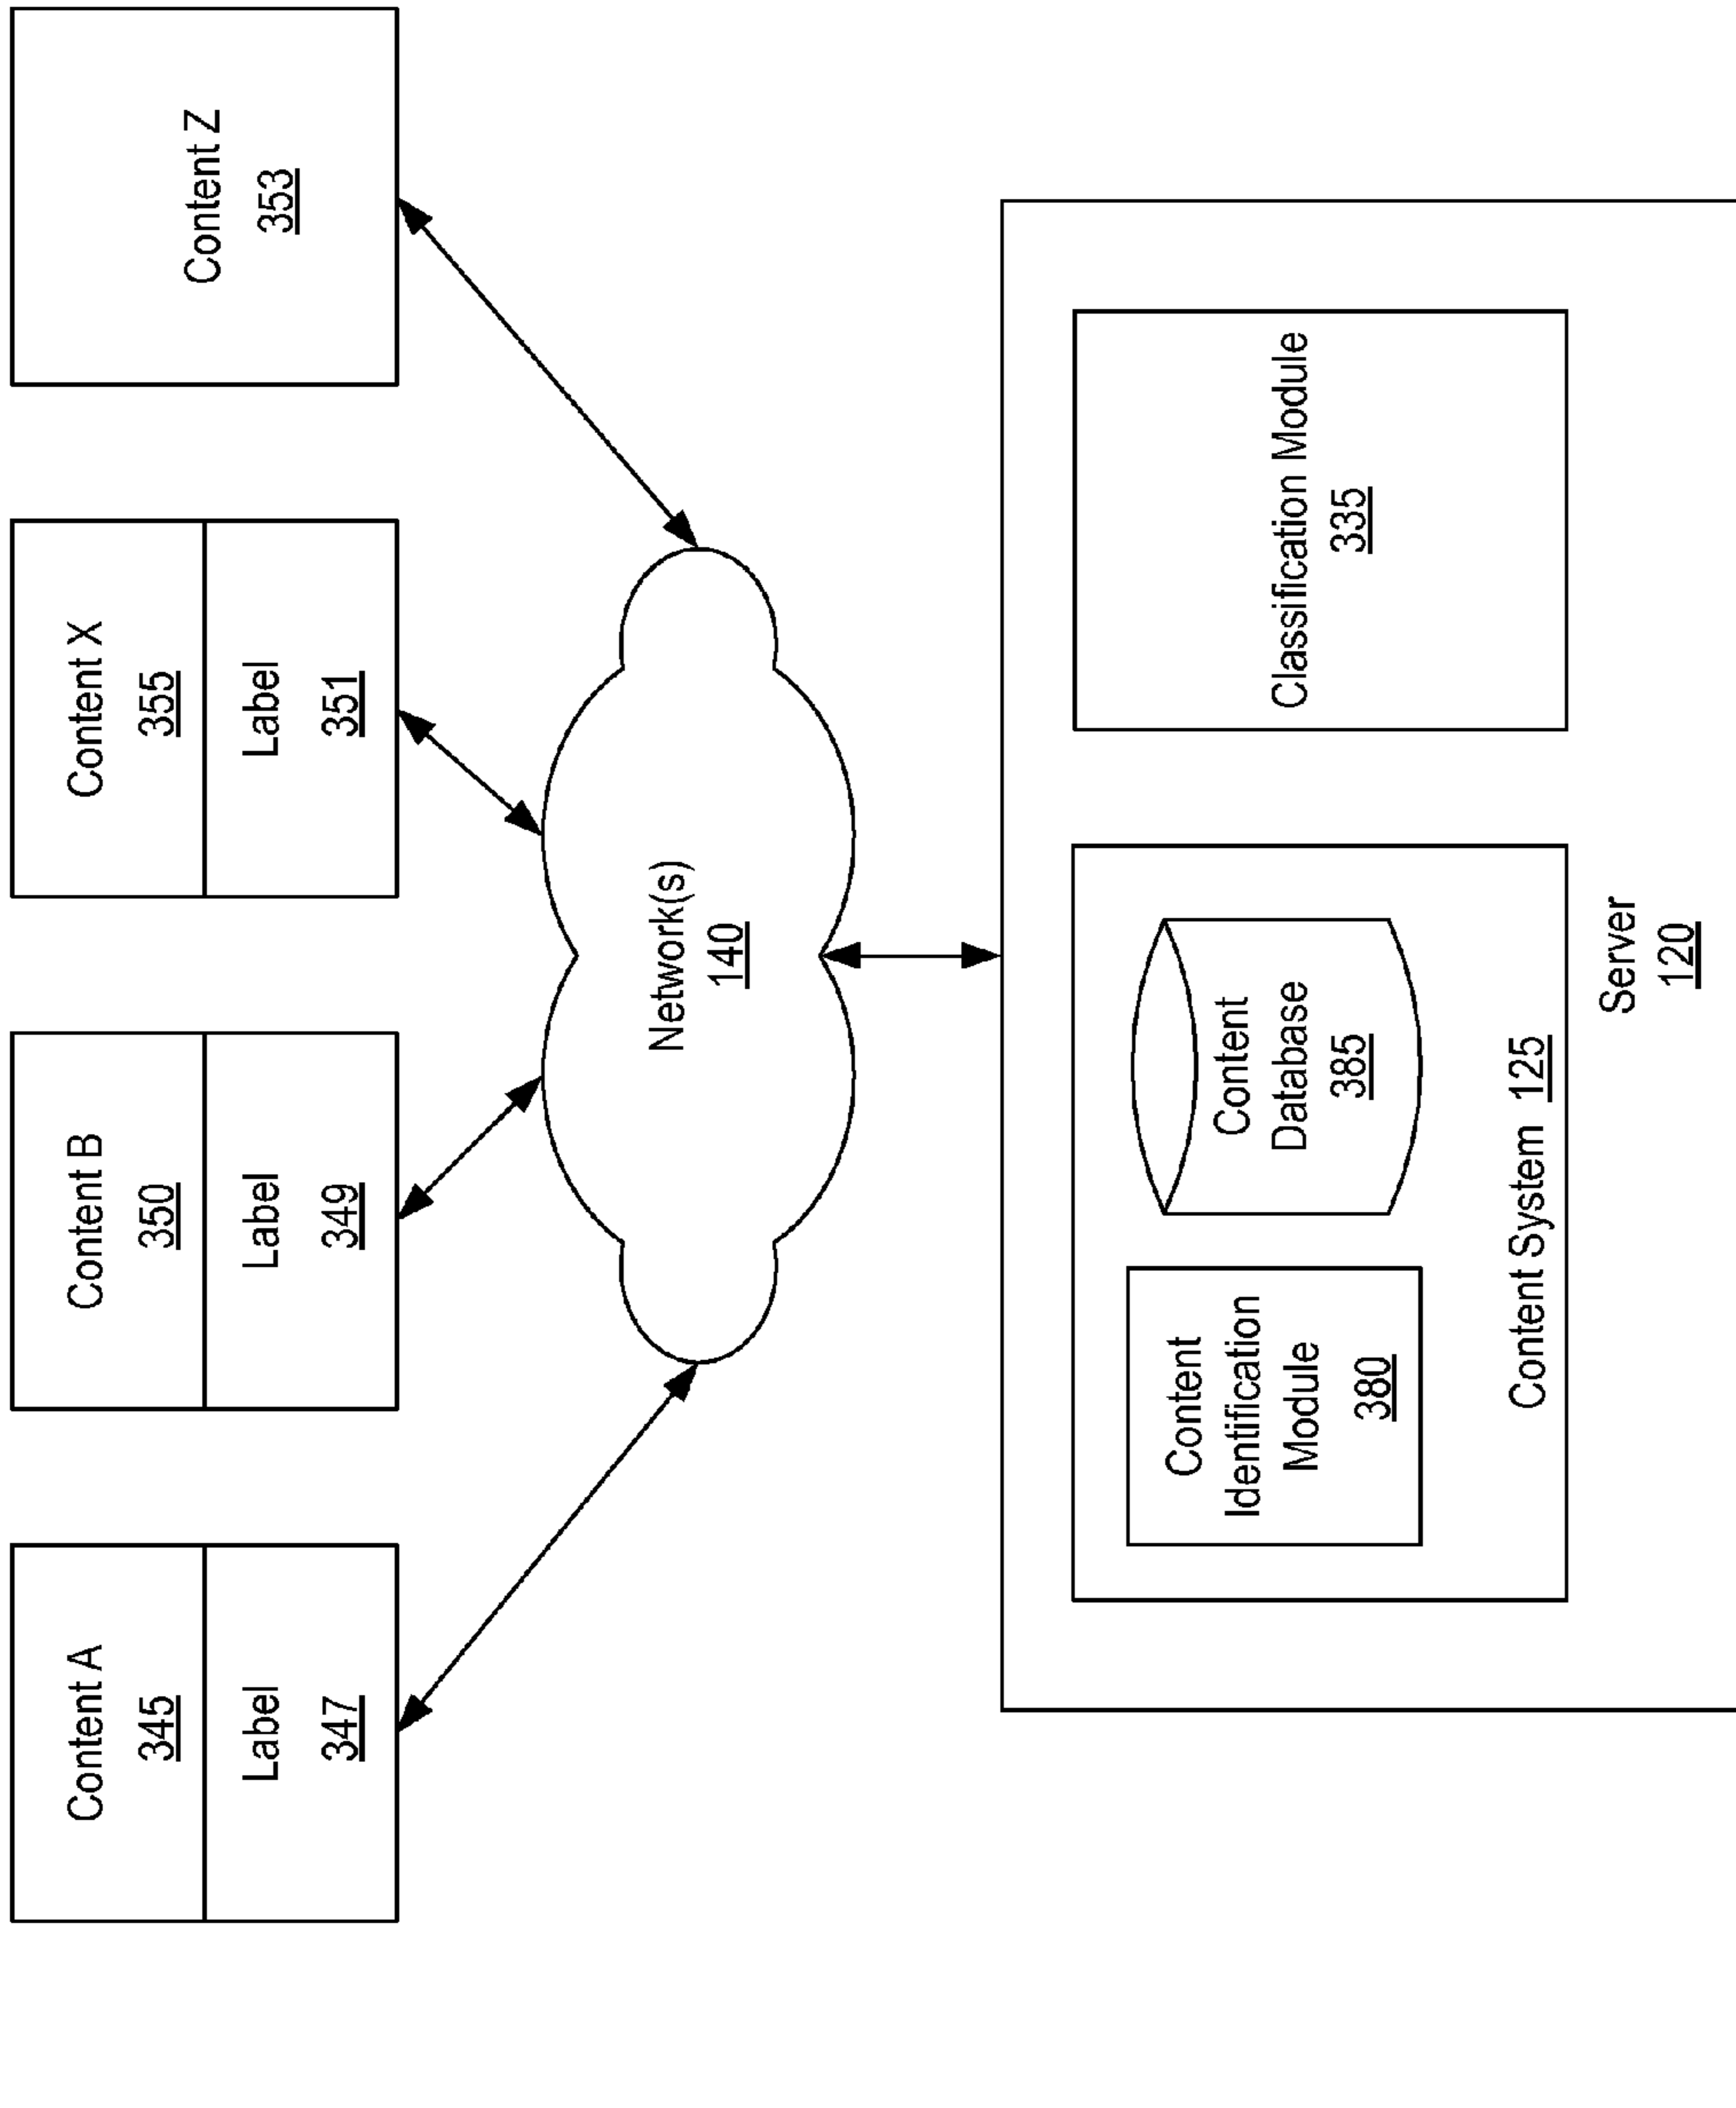 Content A
345
Label
347
Content B
350
Label
349
Content X
355
Label
351
Content Z
353
Network(s)
140
Content
Identification
Module
380
Content
Database
385
Content System 125
Classification Module
335
Server
120